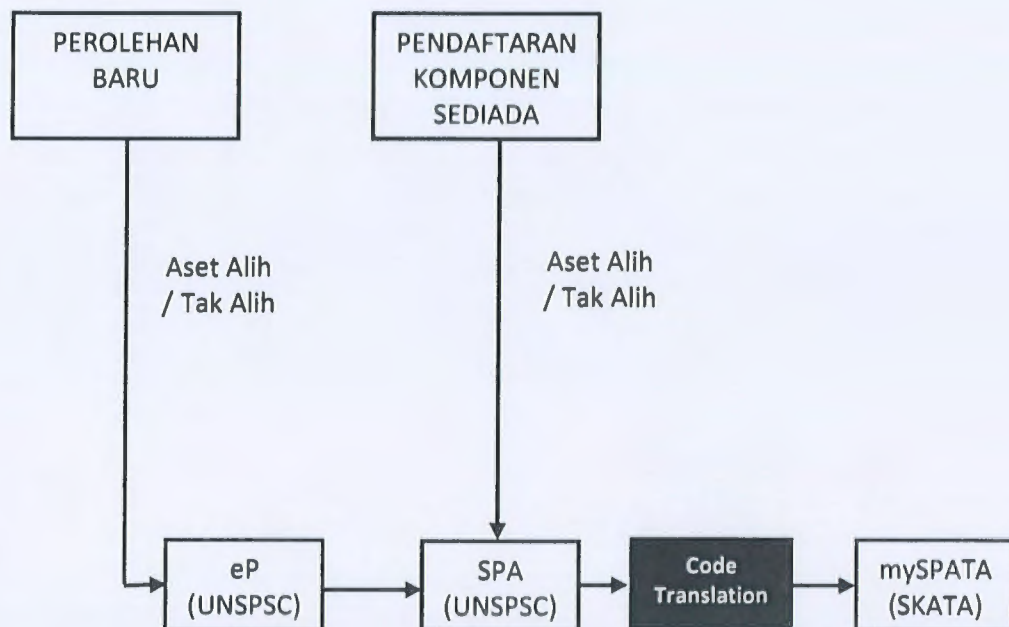 PEROLEHAN
BARU
PENDAFTARAN
KOMPONEN
SEDIADA
Aset Alih
/ Tak Alih
Aset Alih
/ Tak Alih
eP
(UNSPSC)
SPA
(UNSPSC)
Code
Translation
mySPATA
(SKATA)